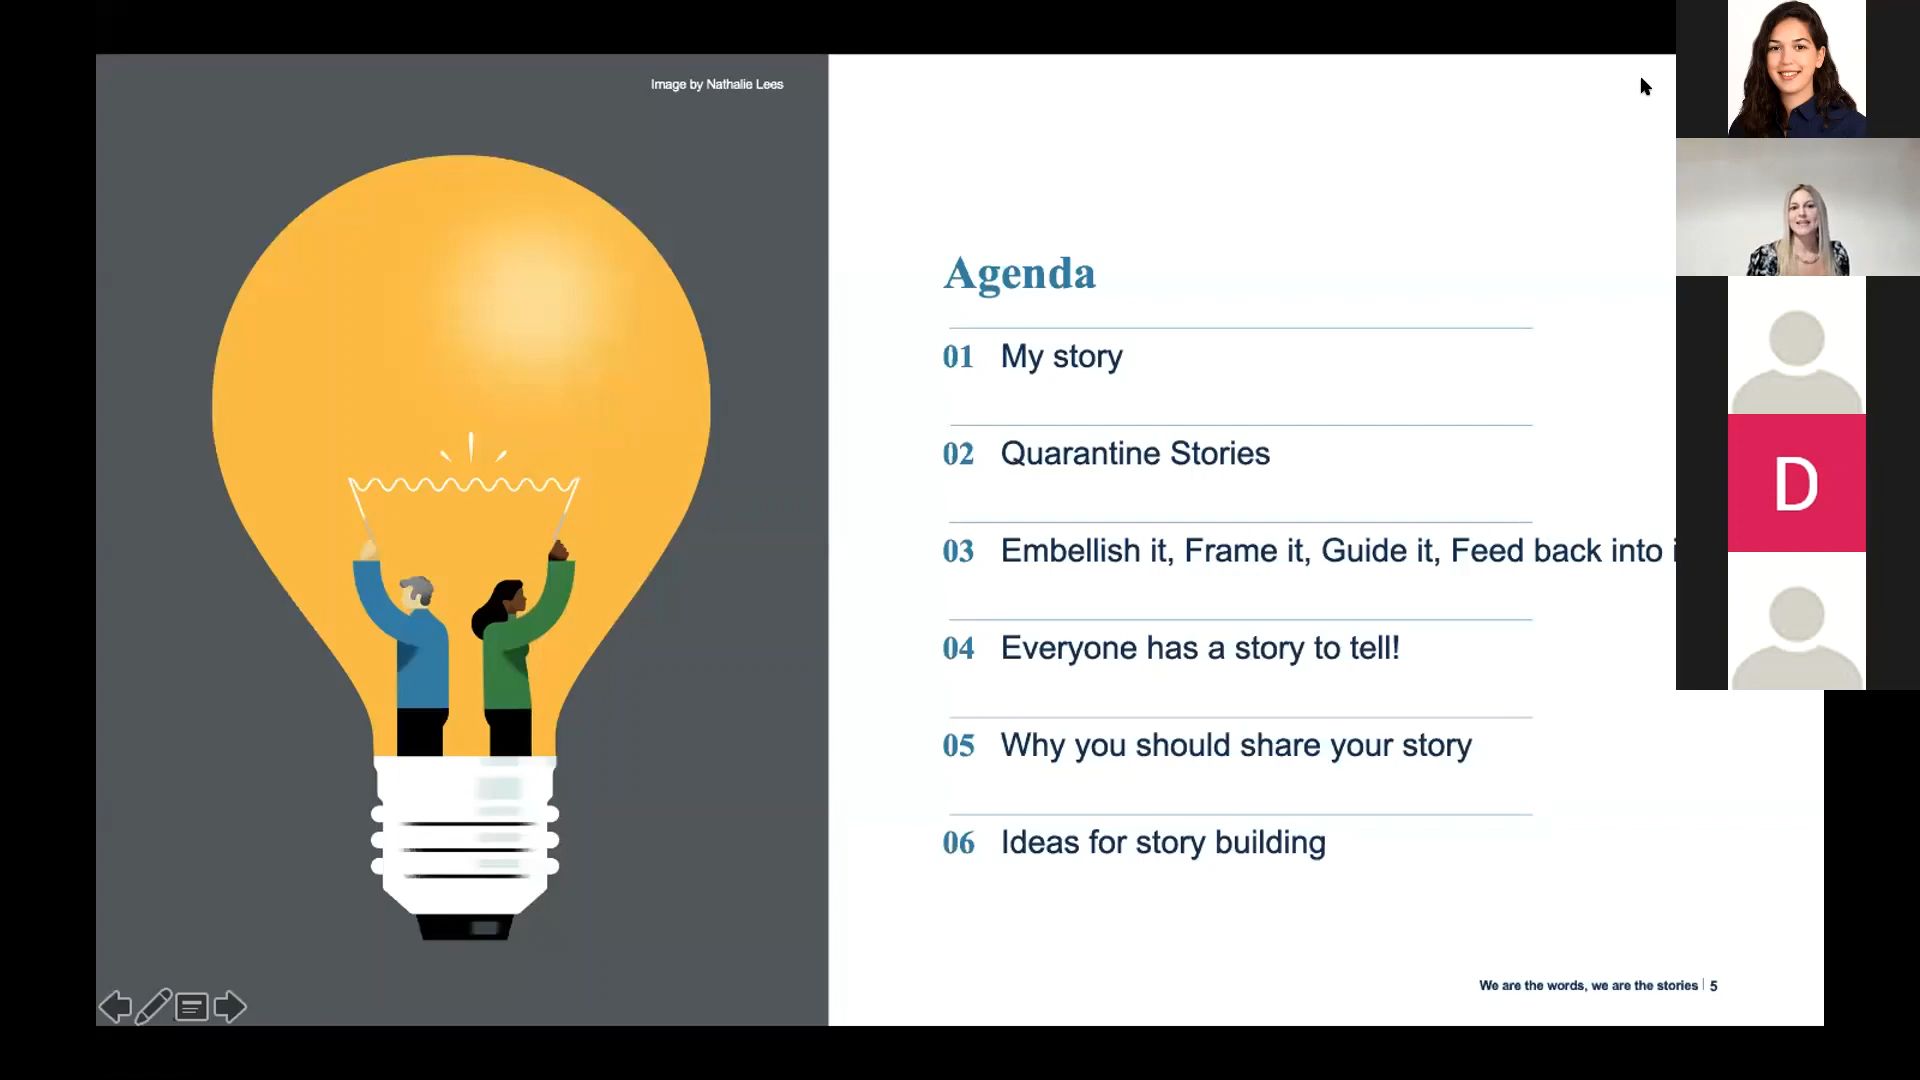 Image by Nathalie Lees
Agenda
01 My story
02 Quarantine Stories
03 Embellish it, Frame it, Guide it, Feed back into
04 Everyone has a story to tell!
05 Why you should share your story
06 Ideas for story building
We are the words, we are the stories | 5
D